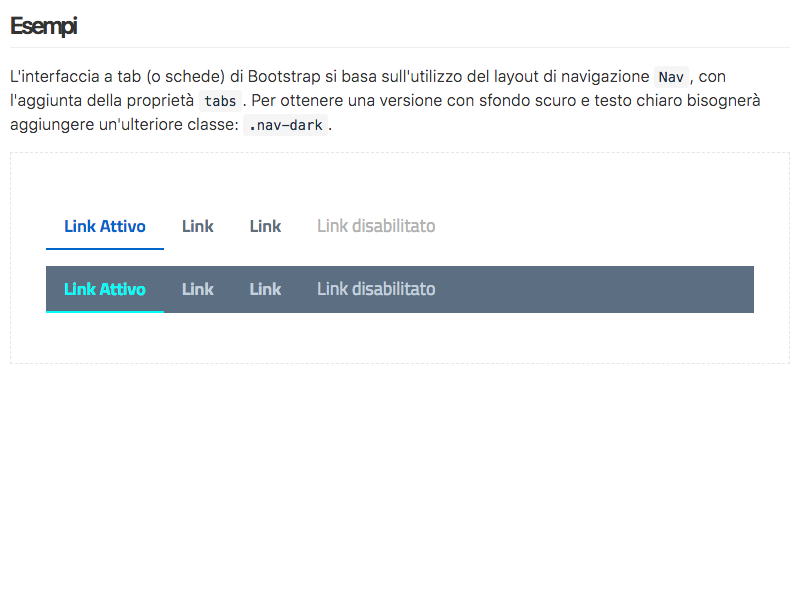 Esempi
L'interfaccia a tab (o schede) di Bootstrap si basa sull'utilizzo del layout di navigazione Nav, con
l'aggiunta della proprietà tabs. Per ottenere una versione con sfondo scuro e testo chiaro bisognerà
aggiungere un'ulteriore classe: .nav-dark.
Link Attivo Link Link Link disabilitato
Link Attivo Link Link Link disabilitato